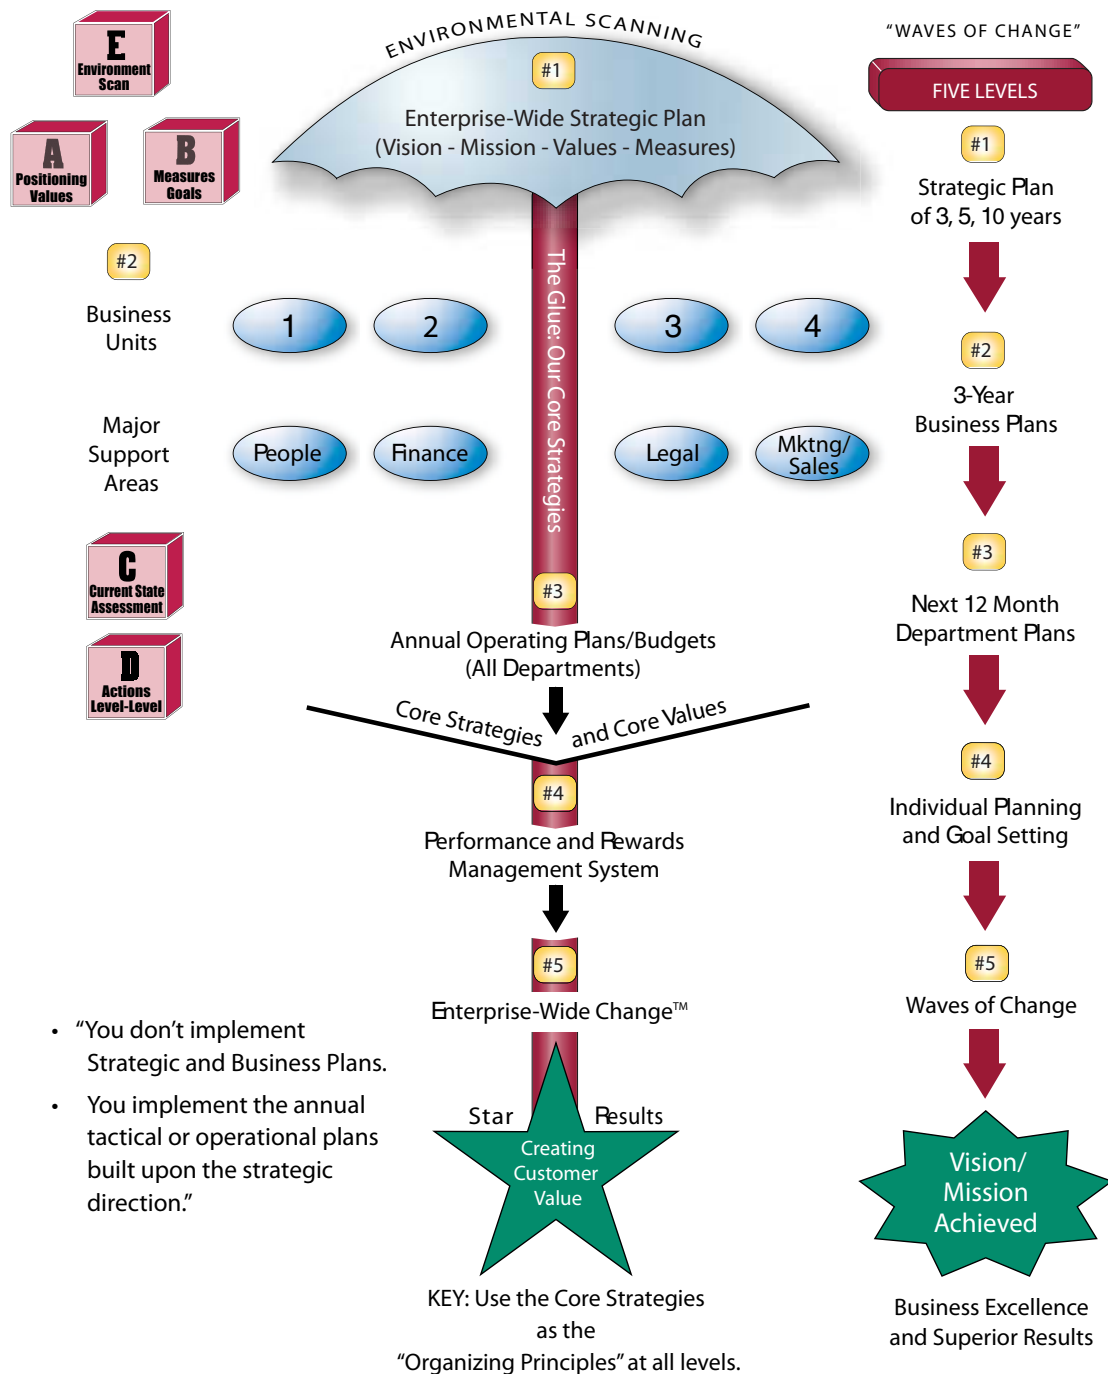 ENVIRONMENTAL SCANNING
#1
Enterprise-Wide Strategic Plan
(Vision - Mission - Values - Measures)
E
Environment
Scan
A
Positioning
Values
B
Measures
Goals
#2
Business
Units
1
2
3
4
Major
Support
Areas
People
Finance
Legal
Mktng/
Sales
The Glue: Our Core Strategies
C
Current State
Assessment
D
Actions
Level-Level
#3
Annual Operating Plans/Budgets
(All Departments)
Core Strategies
and Core Values
#4
Performance and Rewards
Management System
#5
Enterprise-Wide Change™
Star Results
Creating
Customer
Value
KEY: Use the Core Strategies
as the
“Organizing Principles” at all levels.
• “You don’t implement
Strategic and Business Plans.
• You implement the annual
tactical or operational plans
built upon the strategic
direction.”
“WAVES OF CHANGE”
FIVE LEVELS
#1
Strategic Plan
of 3, 5, 10 years
#2
3-Year
Business Plans
#3
Next 12 Month
Department Plans
#4
Individual Planning
and Goal Setting
#5
Waves of Change
Vision/
Mission
Achieved
Business Excellence
and Superior Results